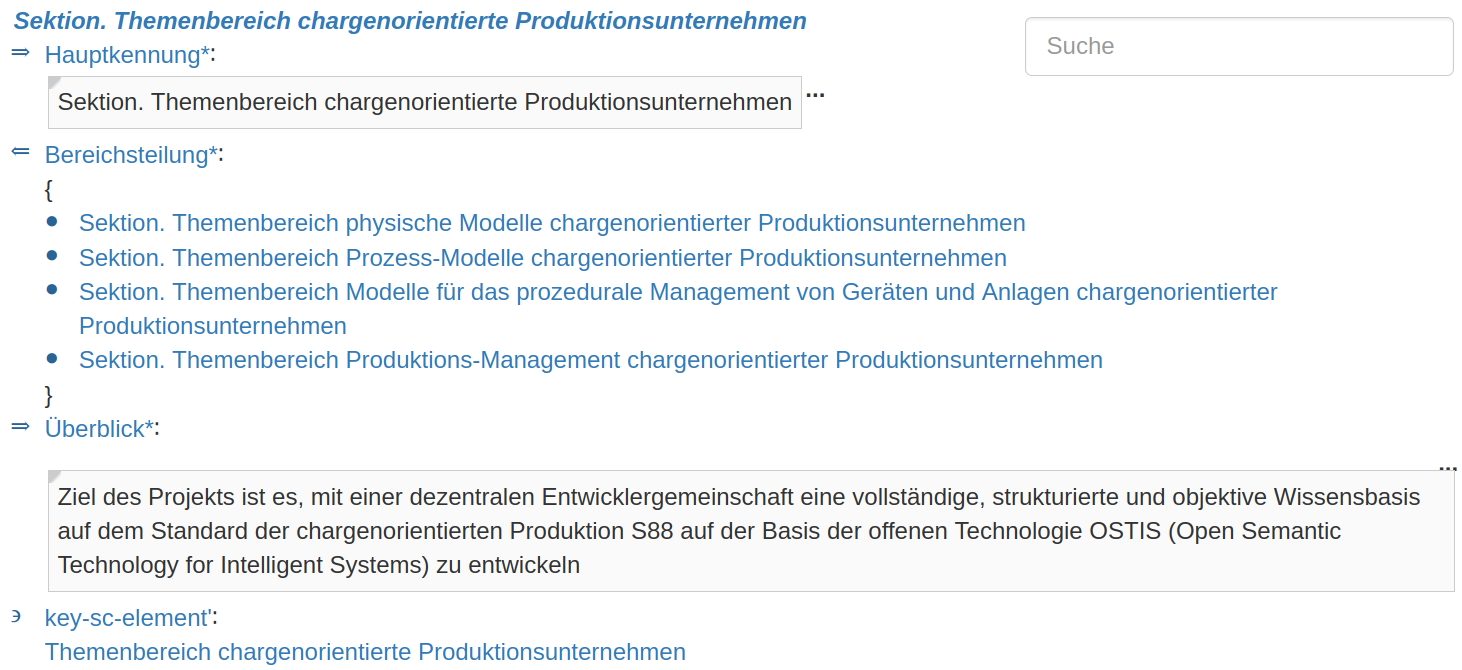 Sektion. Themenbereich chargenorientierte Produktionsunternehmen
Suche
⇒ Hauptkennung*:
Sektion. Themenbereich chargenorientierte Produktionsunternehmen ...
⇐ Bereichsteilung*:
{
● Sektion. Themenbereich physische Modelle chargenorientierter Produktionsunternehmen
● Sektion. Themenbereich Prozess-Modelle chargenorientierter Produktionsunternehmen
● Sektion. Themenbereich Modelle für das prozedurale Management von Geräten und Anlagen chargenorientierter
Produktionsunternehmen
● Sektion. Themenbereich Produktions-Management chargenorientierter Produktionsunternehmen
}
⇒ Überblick*:
...
Ziel des Projekts ist es, mit einer dezentralen Entwicklergemeinschaft eine vollständige, strukturierte und objektive Wissensbasis
auf dem Standard der chargenorientierten Produktion S88 auf der Basis der offenen Technologie OSTIS (Open Semantic
Technology for Intelligent Systems) zu entwickeln
∍ key-sc-element':
Themenbereich chargenorientierte Produktionsunternehmen